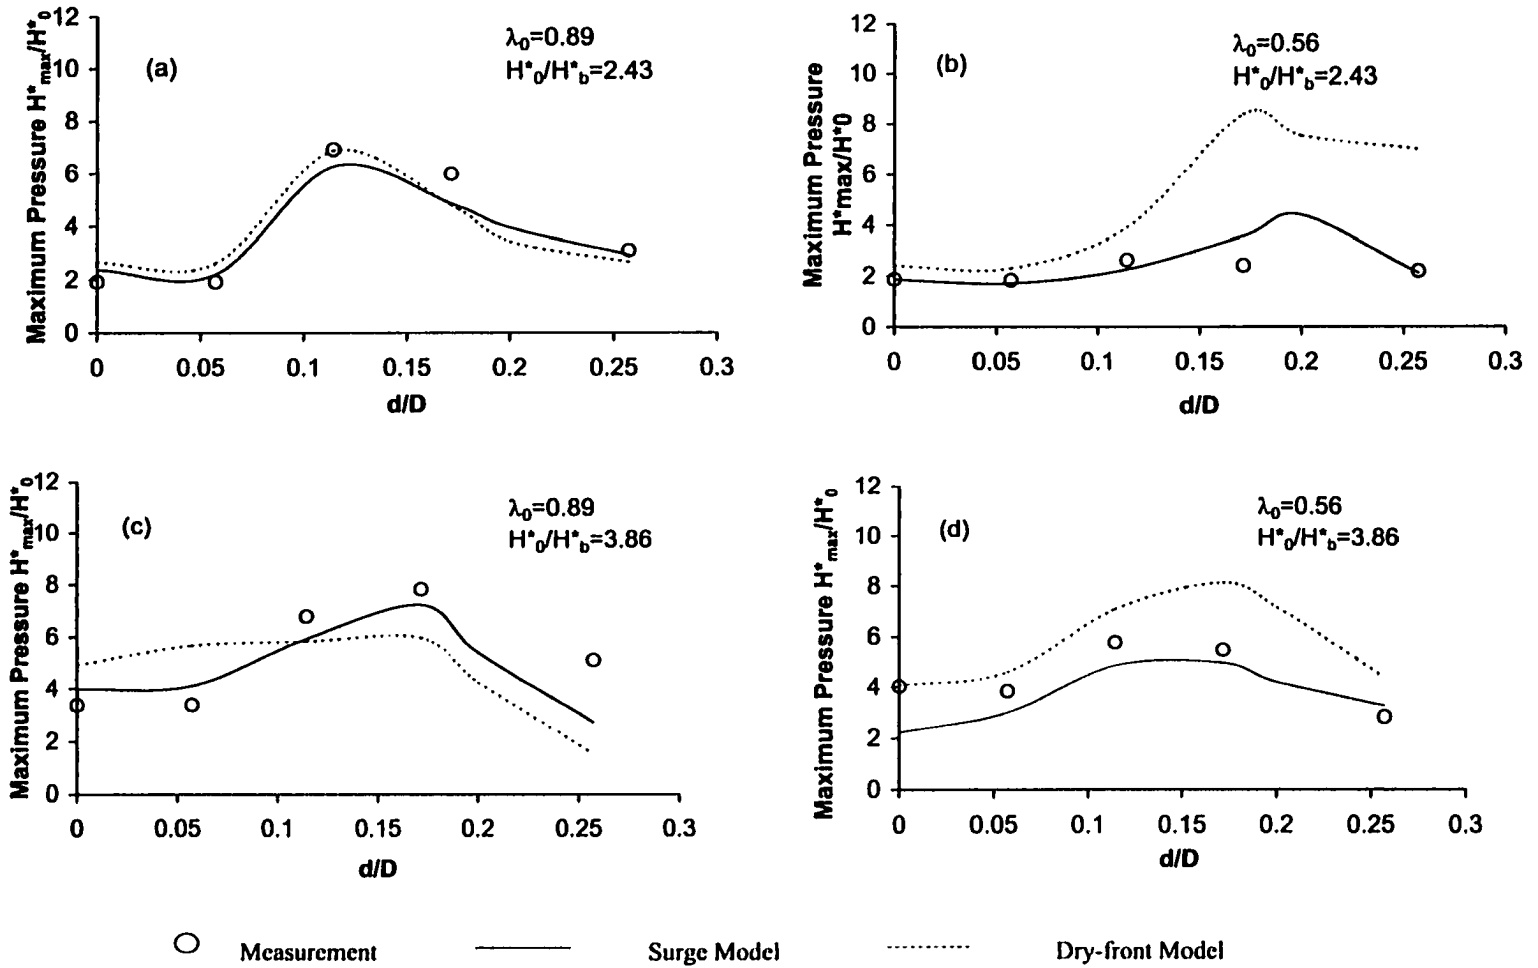 Maximum Pressure H*max/H*0
12
10
8
6
4
2
0
0 0.05 0.1 0.15 0.2 0.25 0.3
d/D
(a)
λ0=0.89
H*0/H*b=2.43
Maximum Pressure
H*max/H*0
12
10
8
6
4
2
0
0 0.05 0.1 0.15 0.2 0.25 0.3
d/D
(b)
λ0=0.56
H*0/H*b=2.43
Maximum Pressure H*max/H*0
12
10
8
6
4
2
0
0 0.05 0.1 0.15 0.2 0.25 0.3
d/D
(c)
λ0=0.89
H*0/H*b=3.86
Maximum Pressure H*max/H*0
12
10
8
6
4
2
0
0 0.05 0.1 0.15 0.2 0.25 0.3
d/D
(d)
λ0=0.56
H*0/H*b=3.86
Measurement Surge Model Dry-front Model